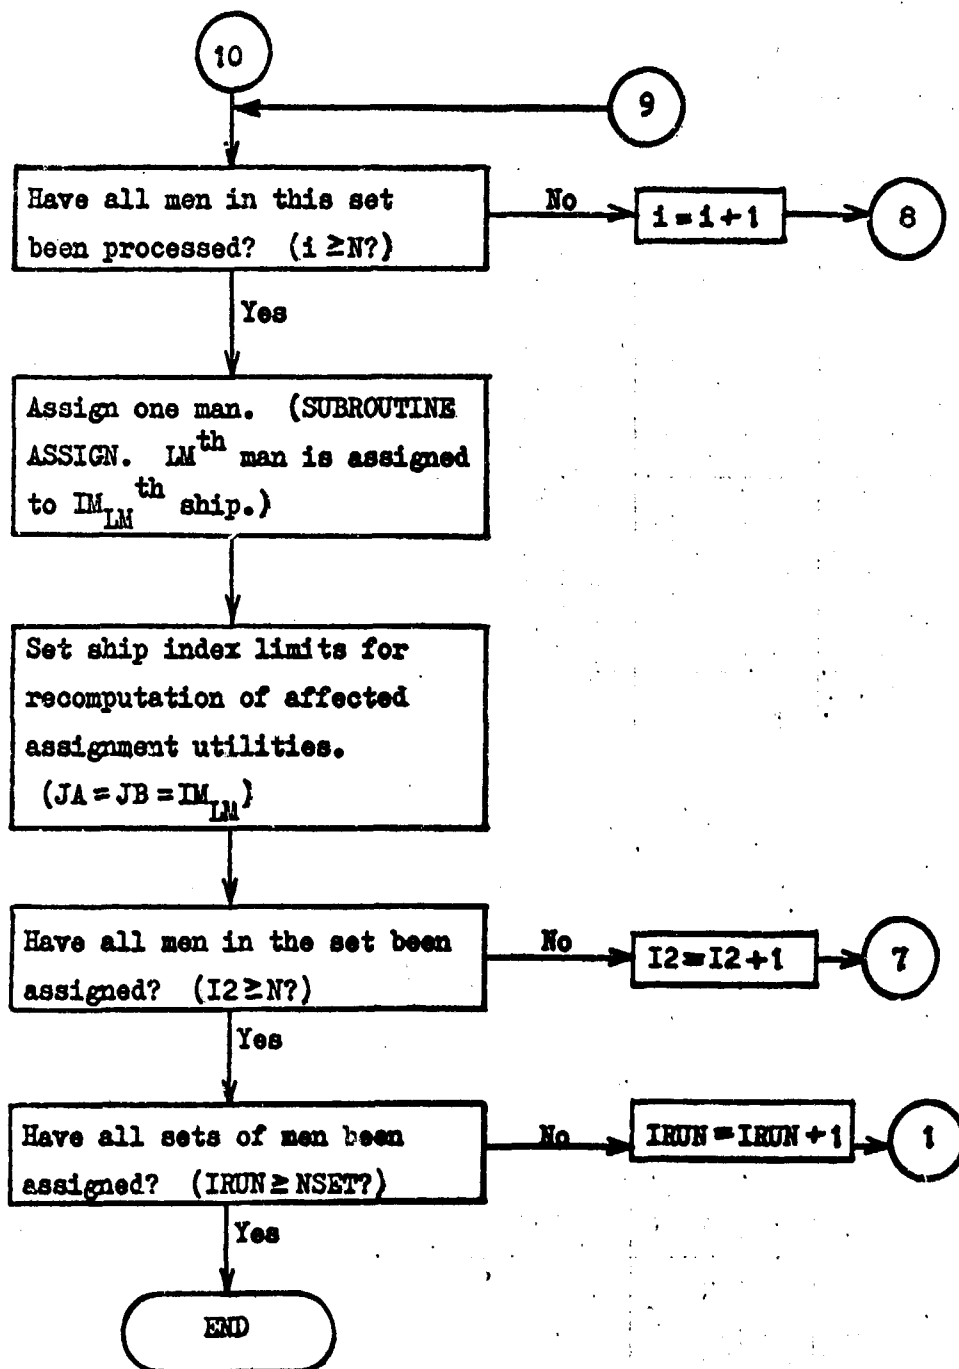 10
9
Have all men in this set
been processed? (i ≥ N?)
No
i = i + 1
8
Yes
Assign one man. (SUBROUTINE
ASSIGN. LM^th man is assigned
to IM_LM^th ship.)
Set ship index limits for
recomputation of affected
assignment utilities.
(JA = JB = IM_LM)
Have all men in the set been
assigned? (I2 ≥ N?)
No
I2 = I2 + 1
7
Yes
Have all sets of men been
assigned? (IRUN ≥ NSET?)
No
IRUN = IRUN + 1
1
Yes
END